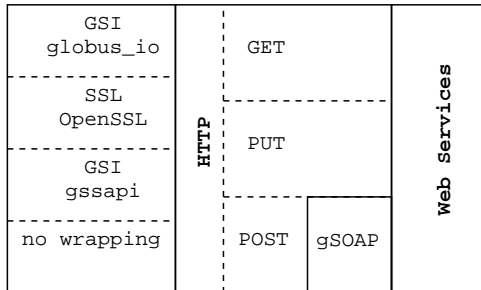 GSI
globus_io
SSL
OpenSSL
GSI
gssapi
no wrapping
HTTP
GET
PUT
POST
gSOAP
Web Services